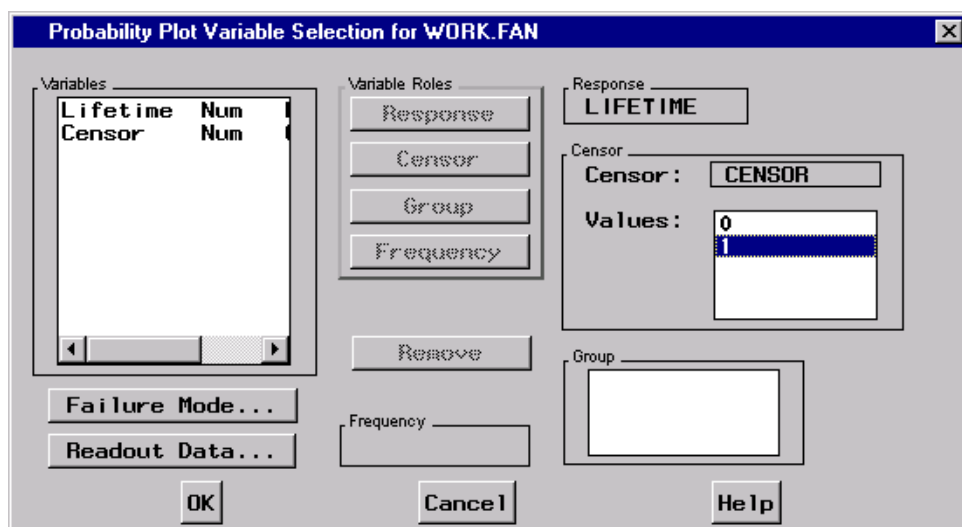 Probability Plot Variable Selection for WORK.FAN
Variables
Lifetime Num
Censor Num
Failure Mode...
Readout Data...
OK
Variable Roles
Response
Censor
Group
Frequency
Remove
Frequency
Cancel
Response
LIFETIME
Censor
Censor: CENSOR
Values: 0
1
Group
Help